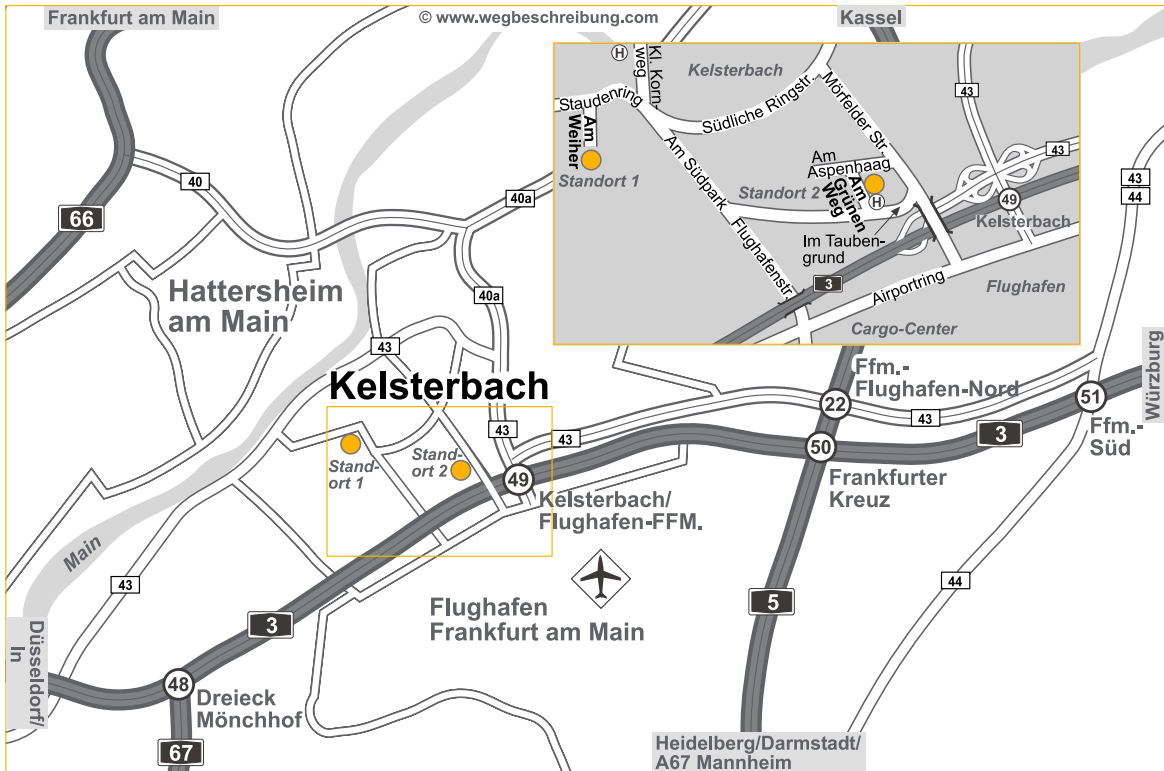 Frankfurt am Main
© www.wegbeschreibung.com
Kassel
H
Kl. Korn-
weg
Kelsterbach
43
Staudenring
Südliche Ringstr.
Mörfelder Str.
Am
Weiher
Standort 1
Am Südpark
Am
Aspenhaag
Standort 2
Am
Grünen
Weg
H
43
49
Kelsterbach
Flughafenstr.
Im Tauben-
grund
3
Airportring
Flughafen
Cargo-Center
43
44
40
40a
66
Hattersheim
am Main
40a
43
Kelsterbach
Ffm.-
Flughafen-Nord
22
43
51
Würzburg
Ffm.-
Süd
3
43
43
50
Frankfurter
Kreuz
Stand-
ort 1
Stand-
ort 2
49
Kelsterbach/
Flughafen-FFM.
Main
43
44
Flughafen
Frankfurt am Main
5
3
Düsseldorf/
In
48
Dreieck
Mönchhof
67
Heidelberg/Darmstadt/
A67 Mannheim